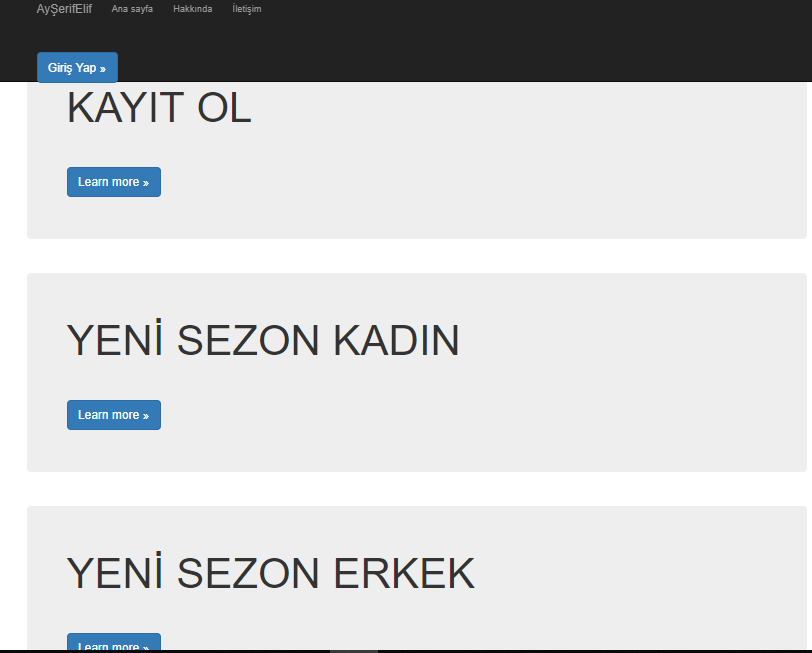 AyŞerifElif Ana sayfa Hakkında İletişim
Giriş Yap »
KAYIT OL
Learn more »
YENİ SEZON KADIN
Learn more »
YENİ SEZON ERKEK
Learn more »